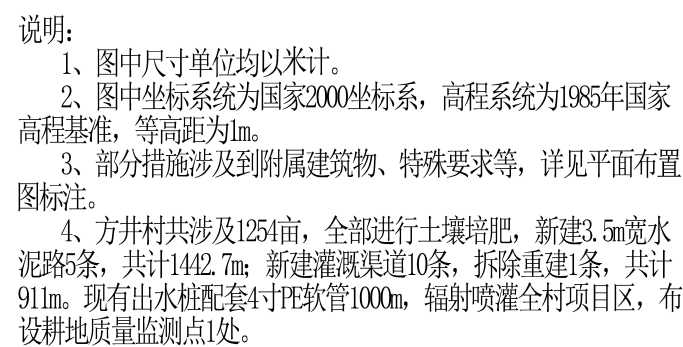 说明:
1、图中尺寸单位均以米计。
2、图中坐标系统为国家2000坐标系，高程系统为1985年国家
高程基准，等高距为1m。
3、部分措施涉及到附属建筑物、特殊要求等，详见平面布置
图标注。
4、方井村共涉及1254亩，全部进行土壤培肥，新建3.5m宽水
泥路5条，共计1442.7m；新建灌溉渠道10条，拆除重建1条，共计
911m。现有出水桩配套4寸PE软管1000m，辐射喷灌全村项目区，布
设耕地质量监测点1处。